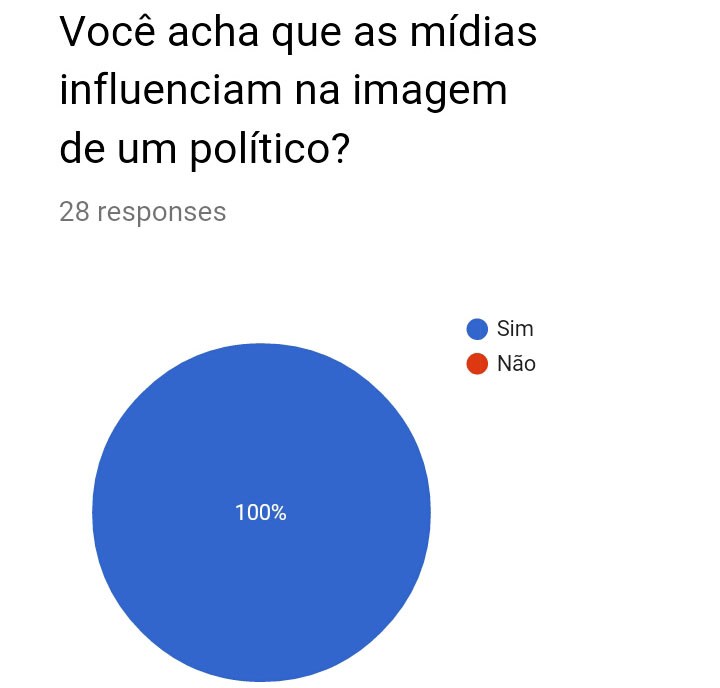 Você acha que as mídias
influenciam na imagem
de um político?
28 responses
Sim
Não
100%